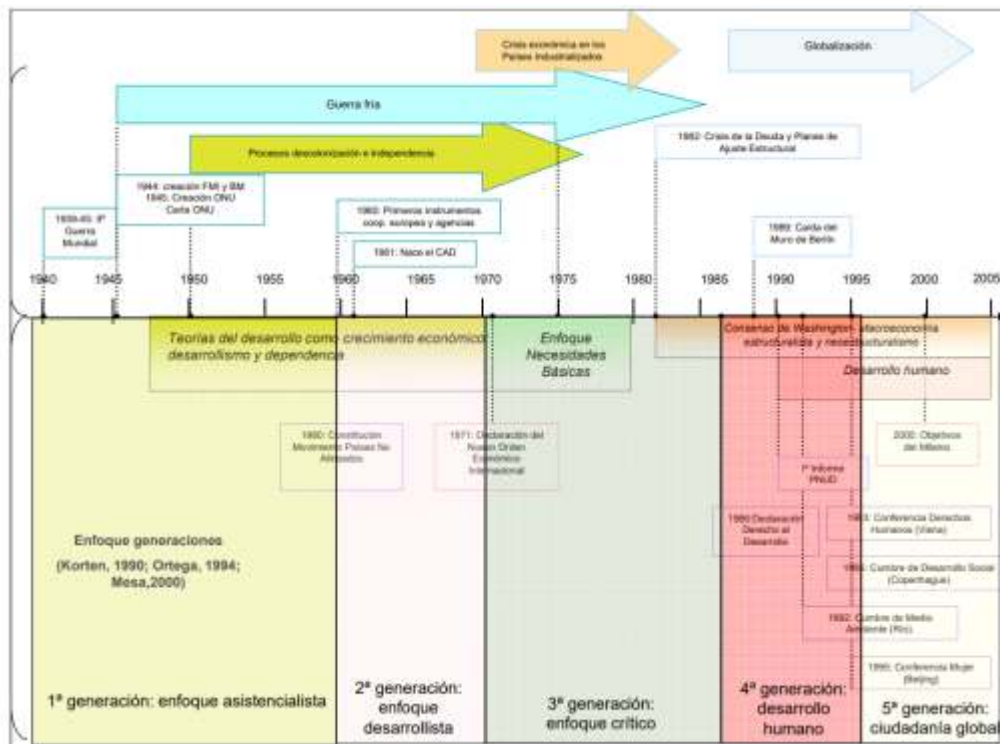 Crisis económica en los
Países industrializados
Globalización
Guerra fría
Procesos descolonización e independencia
1982: Crisis de la Deuda y Planes de
Ajuste Estructural
1944: creación FMI y BM
1945: Creación ONU
Carta ONU
1939-45: IIª
Guerra
Mundial
1960: Primeros instrumentos
coop. europea y agencias
1961: Nace el CAD
1989: Caída del
Muro de Berlín
1940 1945 1950 1955 1960 1965 1970 1975 1980 1985 1990 1995 2000 2005
Teorías del desarrollo como crecimiento económico:
desarrollismo y dependencia
Enfoque
Necesidades
Básicas
Consenso de Washington- Macroeconomía
estructuralista y neoestructuralismo
Desarrollo humano
1960: Constitución
Movimiento Países No
Alineados
1971: Declaración del
Nuevo Orden
Económico
Internacional
2000: Objetivos
del Milenio
1º Informe
PNUD
1986:Declaración
Derecho al
Desarrollo
1993: Conferencia Derechos
Humanos (Viena)
Cumbre de Desarrollo Social
(Copenhague)
1992: Cumbre de Medio
Ambiente (Río)
1995: Conferencia Mujer
(Beijing)
Enfoque generaciones
(Korten, 1990; Ortega, 1994;
Mesa,2000)
1ª generación: enfoque asistencialista
2ª generación:
enfoque
desarrollista
3ª generación:
enfoque crítico
4ª generación:
desarrollo
humano
5ª generación:
ciudadanía global